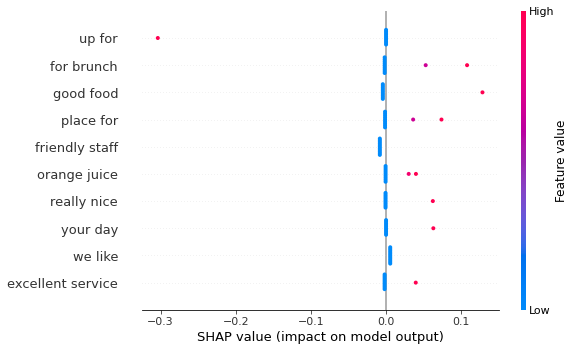 High
up for
for brunch
good food
place for
friendly staff
orange juice
really nice
your day
we like
excellent service
Feature value
Low
−0.3 −0.2 −0.1 0.0 0.1
SHAP value (impact on model output)